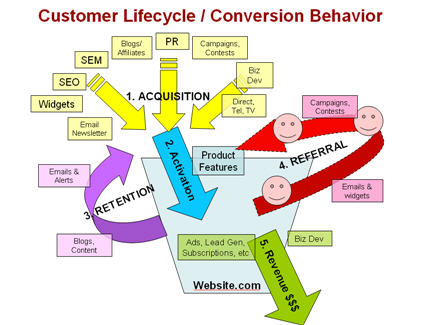 Customer Lifecycle / Conversion Behavior
Blogs/
Affiliates
PR
Campaigns,
Contests
SEM
Biz
Dev
SEO
1. ACQUISITION
Widgets
Direct,
Tel, TV
Email
Newsletter
Campaigns,
Contests
2. Activation
Product
Features
4. REFERRAL
Emails &
Alerts
3. RETENTION
Emails &
widgets
Blogs,
Content
Ads, Lead Gen,
Subscriptions, etc
5. Revenue $$$
Biz Dev
Website.com